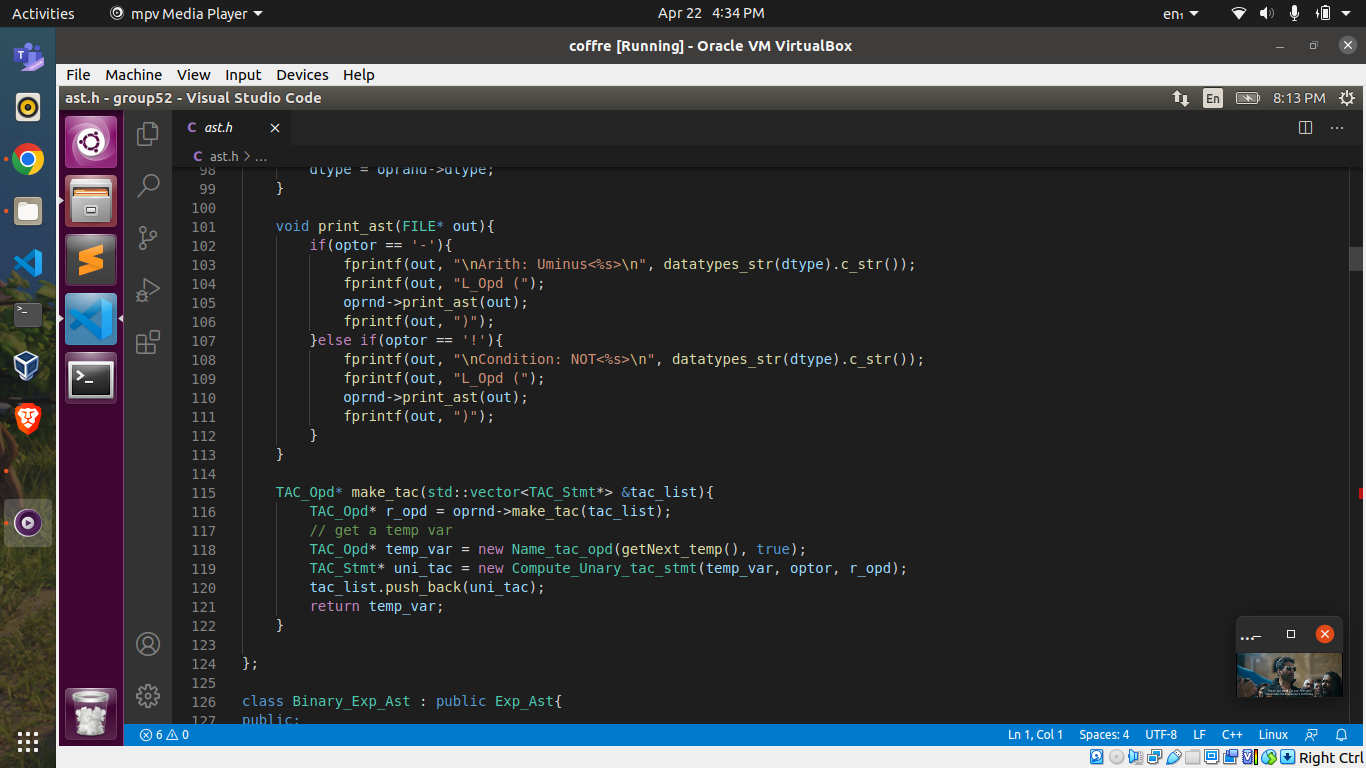 Activities mpv Media Player Apr 22 4:34 PM en₁
coffre [Running] - Oracle VM VirtualBox
File Machine View Input Devices Help
ast.h - group52 - Visual Studio Code En 8:13 PM
C ast.h
C ast.h > ...
98 dtype = oprand->dtype;
99 }
100
101 void print_ast(FILE* out){
102 if(optor == '-'){
103 fprintf(out, "\nArith: Uminus<%s>\n", datatypes_str(dtype).c_str());
104 fprintf(out, "L_Opd (");
105 oprnd->print_ast(out);
106 fprintf(out, ")");
107 }else if(optor == '!'){
108 fprintf(out, "\nCondition: NOT<%s>\n", datatypes_str(dtype).c_str());
109 fprintf(out, "L_Opd (");
110 oprnd->print_ast(out);
111 fprintf(out, ")");
112 }
113 }
114
115 TAC_Opd* make_tac(std::vector<TAC_Stmt*> &tac_list){
116 TAC_Opd* r_opd = oprnd->make_tac(tac_list);
117 // get a temp var
118 TAC_Opd* temp_var = new Name_tac_opd(getNext_temp(), true);
119 TAC_Stmt* uni_tac = new Compute_Unary_tac_stmt(temp_var, optor, r_opd);
120 tac_list.push_back(uni_tac);
121 return temp_var;
122 }
123
124 };
125
126 class Binary_Exp_Ast : public Exp_Ast{
127 public:
6 0 Ln 1, Col 1 Spaces: 4 UTF-8 LF C++ Linux
Right Ctrl